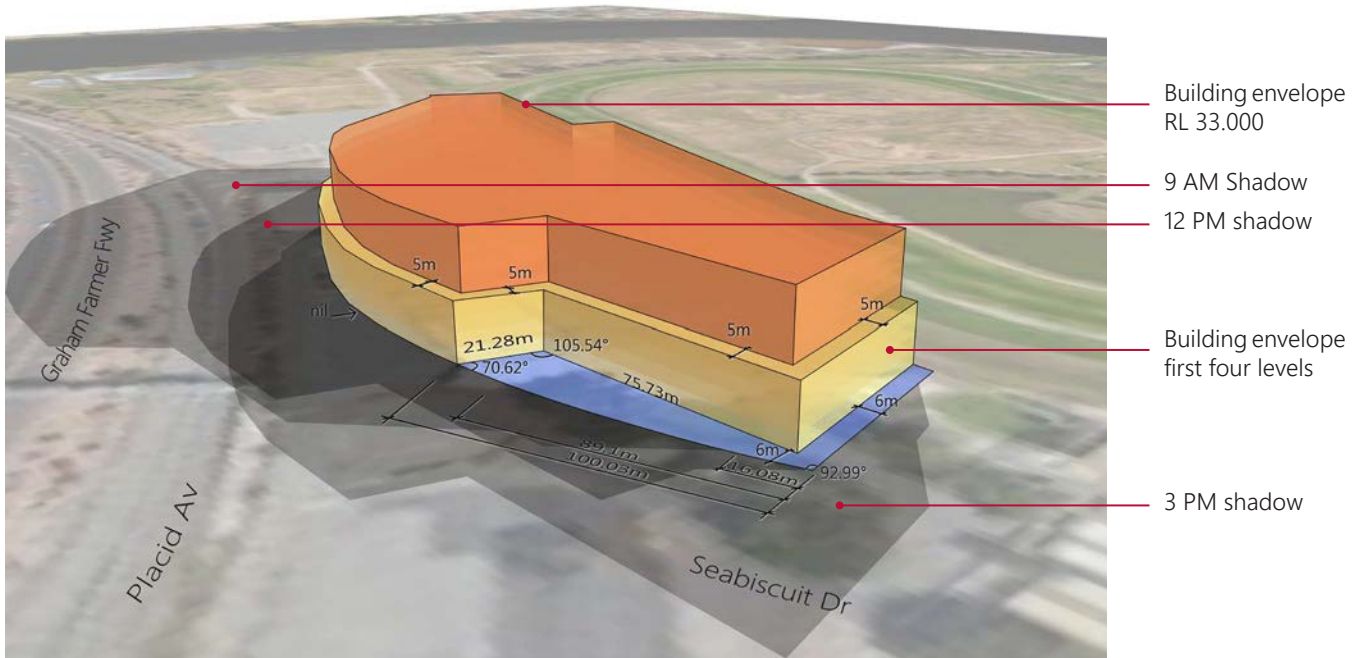 Building envelope
RL 33.000
9 AM Shadow
12 PM shadow
Graham Farmer Fwy
5m
5m
5m
5m
nil
21.28m
105.54°
70.62°
75.73m
Building envelope
first four levels
6m
6m
89.1m
16.08m
100.03m
92.99°
3 PM shadow
Placid Av
Seabiscuit Dr